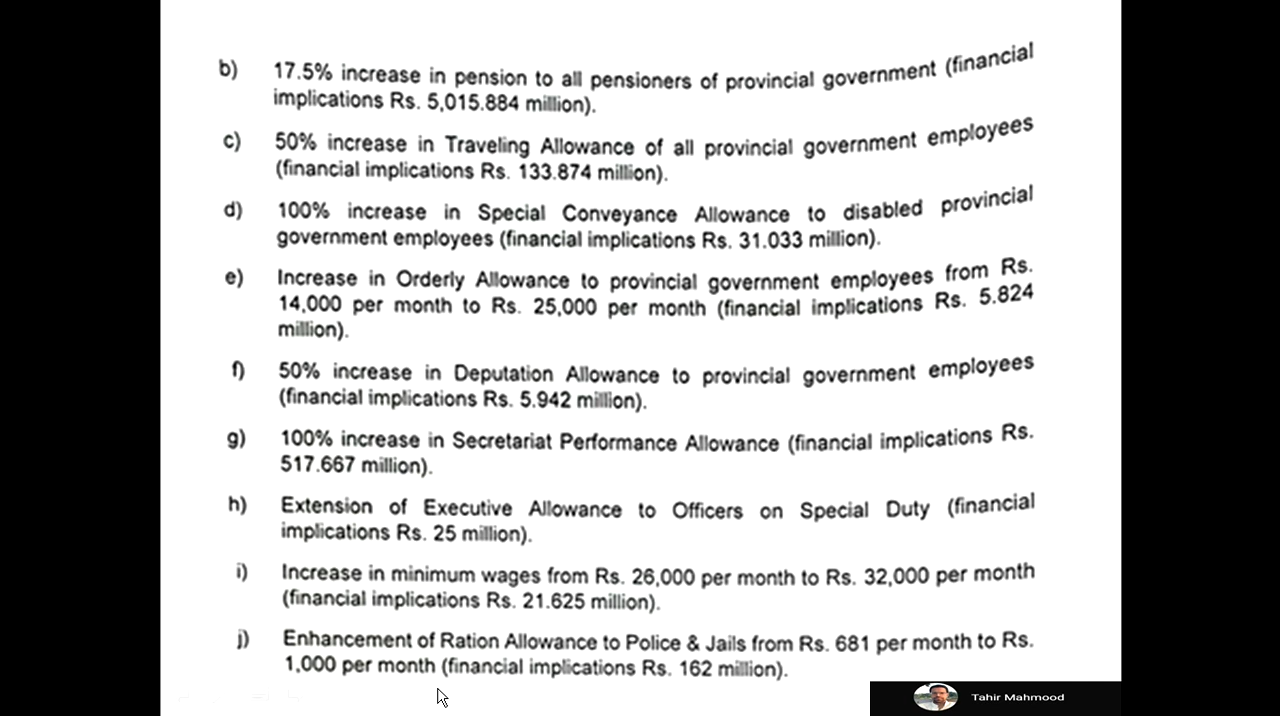 b) 17.5% increase in pension to all pensioners of provincial government (financial
implications Rs. 5,015.884 million).
c) 50% increase in Traveling Allowance of all provincial government employees
(financial implications Rs. 133.874 million).
d) 100% increase in Special Conveyance Allowance to disabled provincial
government employees (financial implications Rs. 31.033 million).
e) Increase in Orderly Allowance to provincial government employees from Rs.
14,000 per month to Rs. 25,000 per month (financial implications Rs. 5.824
million).
f) 50% increase in Deputation Allowance to provincial government employees
(financial implications Rs. 5.942 million).
g) 100% increase in Secretariat Performance Allowance (financial implications Rs.
517.667 million).
h) Extension of Executive Allowance to Officers on Special Duty (financial
implications Rs. 25 million).
i) Increase in minimum wages from Rs. 26,000 per month to Rs. 32,000 per month
(financial implications Rs. 21.625 million).
j) Enhancement of Ration Allowance to Police & Jails from Rs. 681 per month to Rs.
1,000 per month (financial implications Rs. 162 million).
Tahir Mahmood